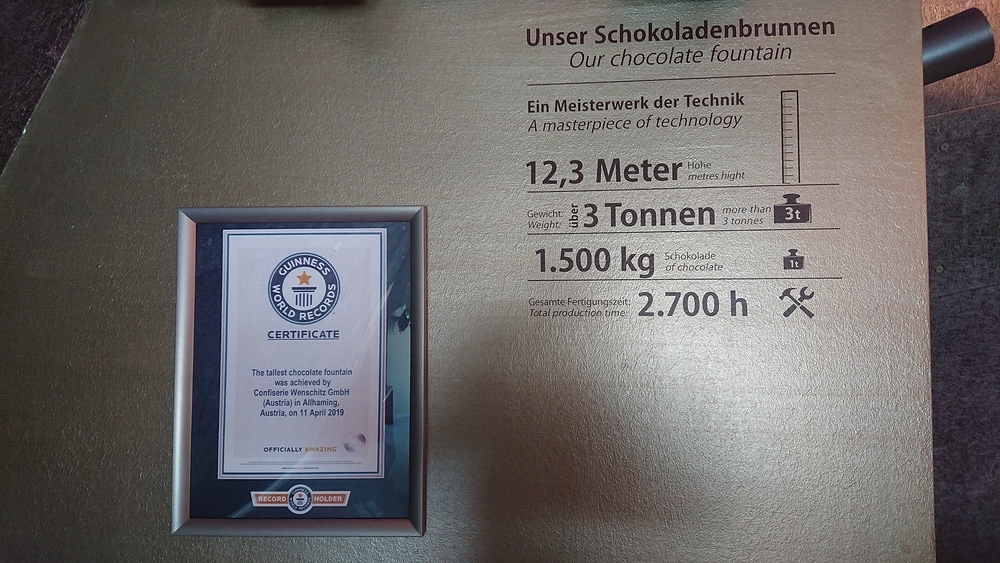 Unser Schokoladenbrunnen
Our chocolate fountain
Ein Meisterwerk der Technik
A masterpiece of technology
12,3 Meter Höhe
metres hight
Gewicht: über 3 Tonnen more than
Weight: 3 tonnes
3t
1.500 kg Schokolade
of chocolate
1t
Gesamte Fertigungszeit: 2.700 h
Total production time:
GUINNESS
WORLD RECORDS
CERTIFICATE
The tallest chocolate fountain
was achieved by
Confiserie Wenschitz GmbH
(Austria) in Allhaming,
Austria, on 11 April 2019
OFFICIALLY AMAZING
RECORD HOLDER